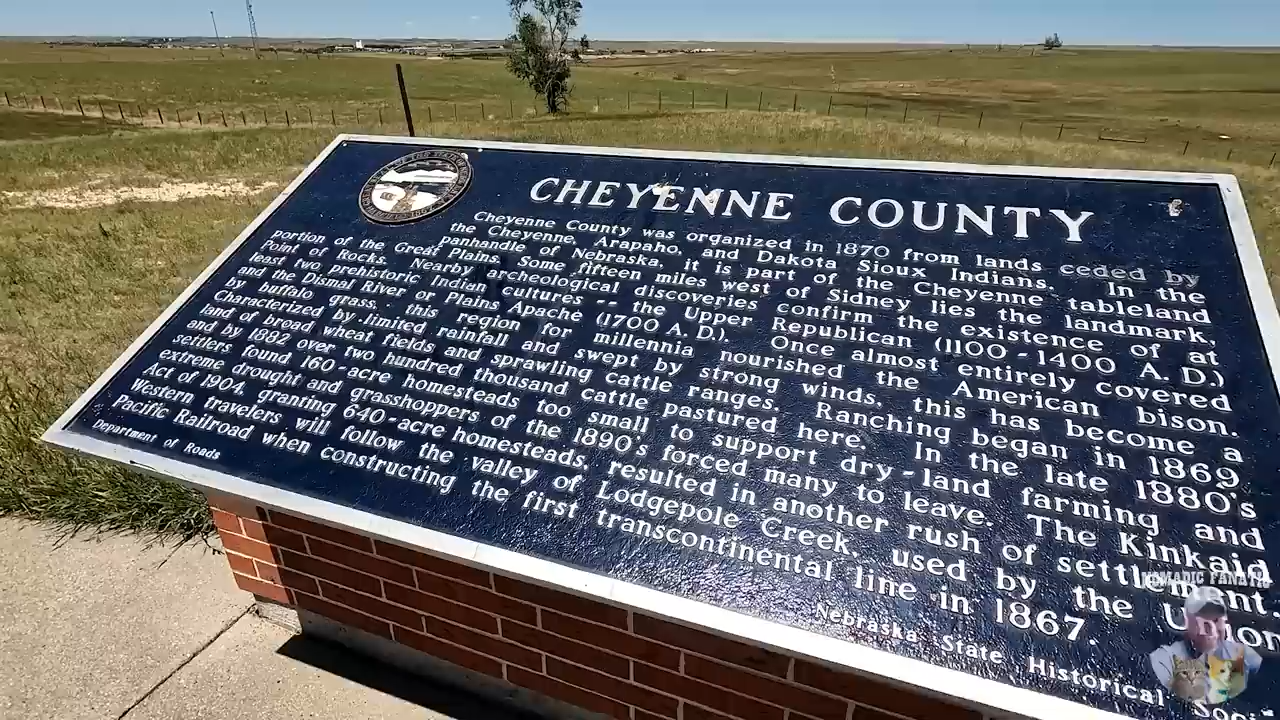 CHEYENNE COUNTY
Cheyenne County was organized in 1870 from lands ceded by
the Cheyenne, Arapaho, and Dakota Sioux Indians. In the
panhandle of Nebraska, it is part of the Cheyenne tableland
portion of the Great Plains. Some fifteen miles west of Sidney lies the landmark,
Point of Rocks. Nearby archeological discoveries confirm the existence of at
least two prehistoric Indian cultures -- the Upper Republican (1100-1400 A. D.)
and the Dismal River or Plains Apache (1700 A. D.). Once almost entirely covered
by buffalo grass, this region for millennia nourished the American bison.
Characterized by limited rainfall and swept by strong winds, this has become a
land of broad wheat fields and sprawling cattle ranges. Ranching began in 1869,
and by 1882 over two hundred thousand cattle pastured here. In the late 1880's
settlers found 160-acre homesteads too small to support dry-land farming and
extreme drought and grasshoppers of the 1890's forced many to leave. The Kinkaid
Act of 1904, granting 640-acre homesteads, resulted in another rush of settlement.
Western travelers will follow the valley of Lodgepole Creek, used by the Union
Pacific Railroad when constructing the first transcontinental line in 1867.
Department of Roads
Nebraska State Historical
NOMADIC FANATIC